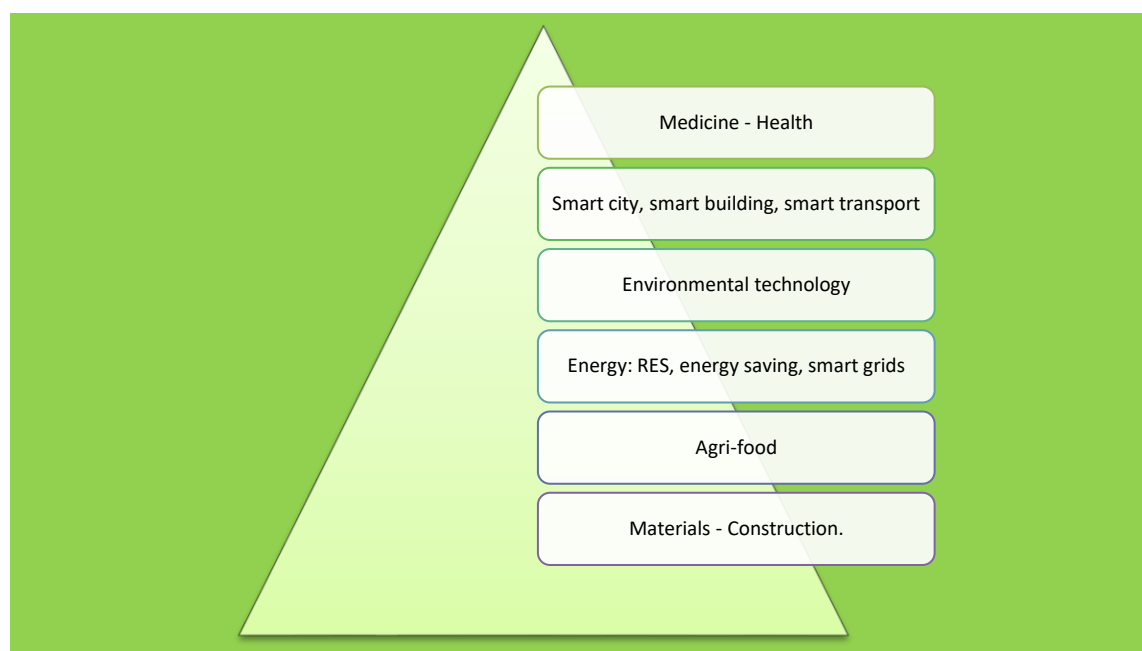 Medicine - Health
Smart city, smart building, smart transport
Environmental technology
Energy: RES, energy saving, smart grids
Agri-food
Materials - Construction.